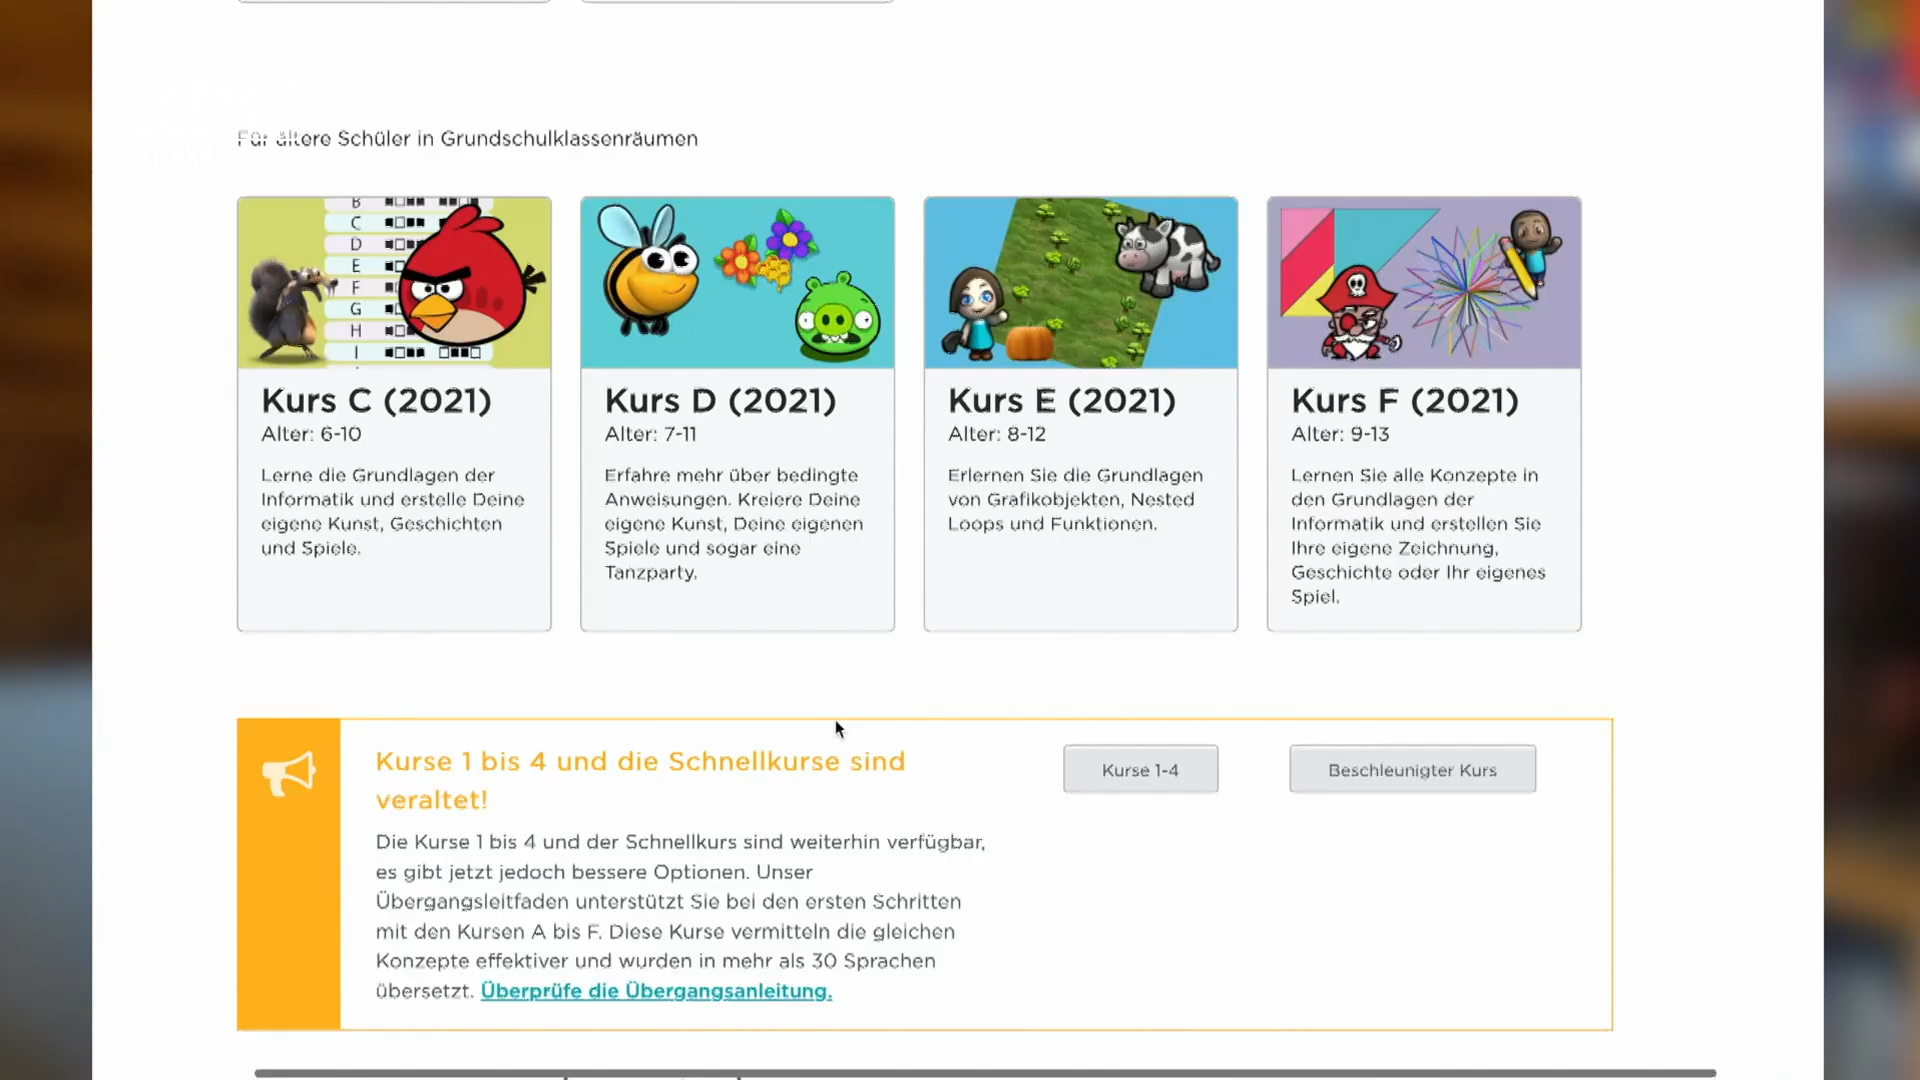 Für ältere Schüler in Grundschulklassenräumen
B
C
D
E
F
G
H
I
Kurs C (2021)
Alter: 6-10
Lerne die Grundlagen der
Informatik und erstelle Deine
eigene Kunst, Geschichten
und Spiele.
Kurs D (2021)
Alter: 7-11
Erfahre mehr über bedingte
Anweisungen. Kreiere Deine
eigene Kunst, Deine eigenen
Spiele und sogar eine
Tanzparty.
Kurs E (2021)
Alter: 8-12
Erlernen Sie die Grundlagen
von Grafikobjekten, Nested
Loops und Funktionen.
Kurs F (2021)
Alter: 9-13
Lernen Sie alle Konzepte in
den Grundlagen der
Informatik und erstellen Sie
Ihre eigene Zeichnung,
Geschichte oder Ihr eigenes
Spiel.
Kurse 1 bis 4 und die Schnellkurse sind
veraltet!
Die Kurse 1 bis 4 und der Schnellkurs sind weiterhin verfügbar,
es gibt jetzt jedoch bessere Optionen. Unser
Übergangsleitfaden unterstützt Sie bei den ersten Schritten
mit den Kursen A bis F. Diese Kurse vermitteln die gleichen
Konzepte effektiver und wurden in mehr als 30 Sprachen
übersetzt. Überprüfe die Übergangsanleitung.
Kurse 1-4
Beschleunigter Kurs